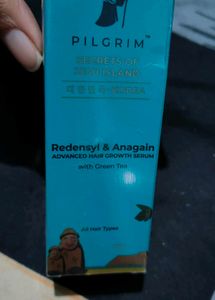 PILGRIM™
SECRETS OF
JEJU ISLAND
Redensyl & Anagain
ADVANCED HAIR GROWTH SERUM
with Green Tea
All Hair Types